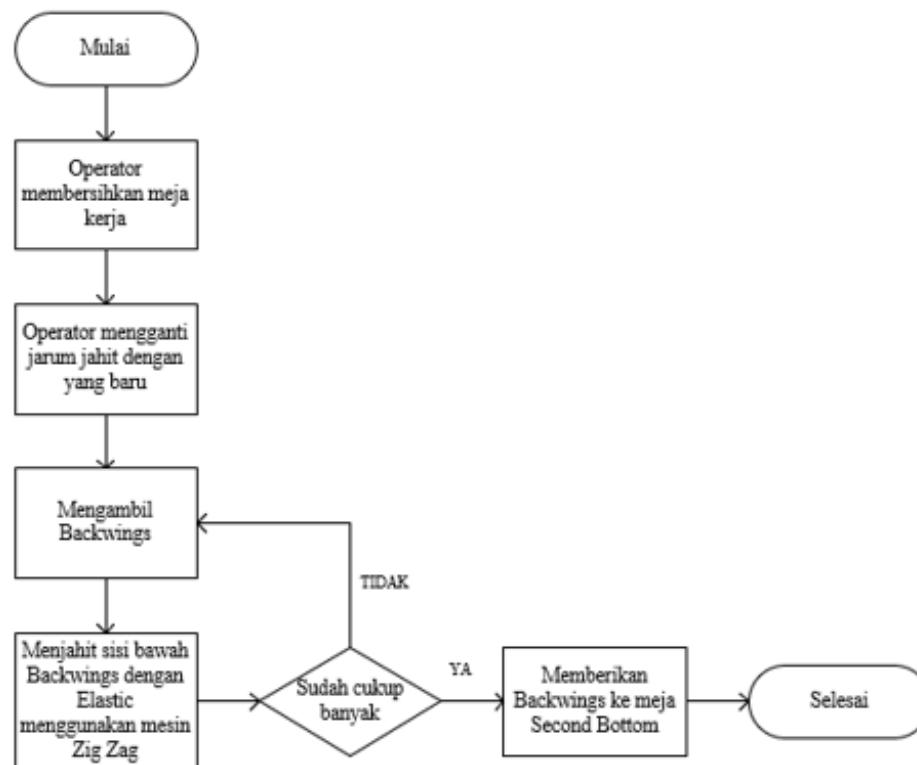 Mulai
Operator
membersihkan meja
kerja
Operator mengganti
jarum jahit dengan
yang baru
Mengambil
Backwings
TIDAK
Menjahit sisi bawah
Backwings dengan
Elastic
menggunakan mesin
Zig Zag
Sudah cukup
banyak
YA
Memberikan
Backwings ke meja
Second Bottom
Selesai